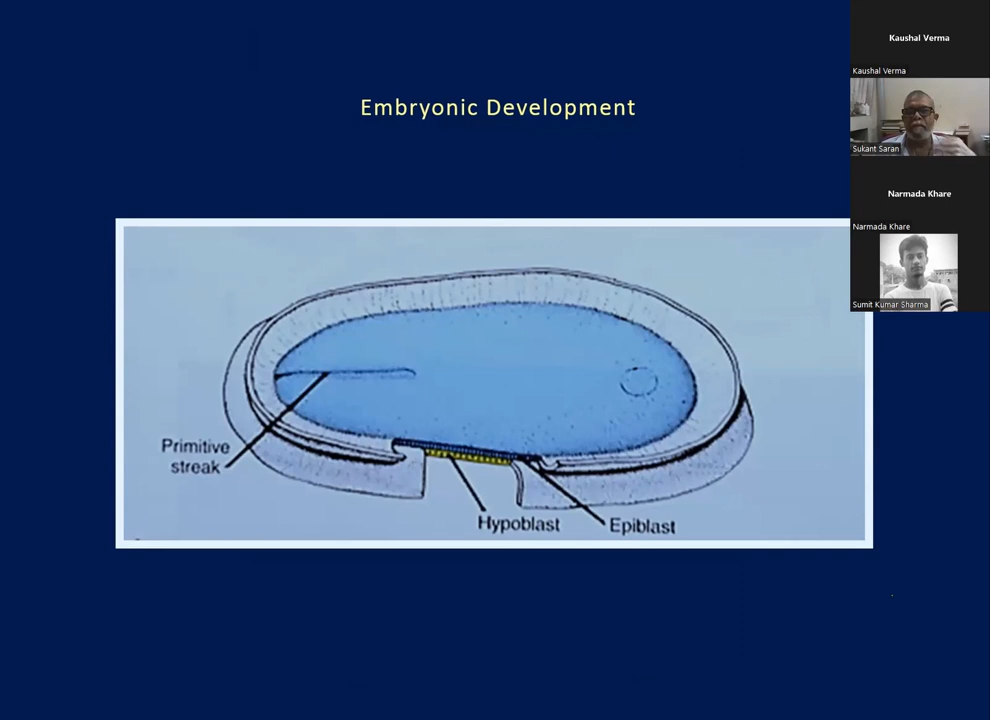 Embryonic Development
Primitive
streak
Hypoblast
Epiblast
Kaushal Verma
Kaushal Verma
Sukant Saran
Narmada Khare
Narmada Khare
Sumit Kumar Sharma